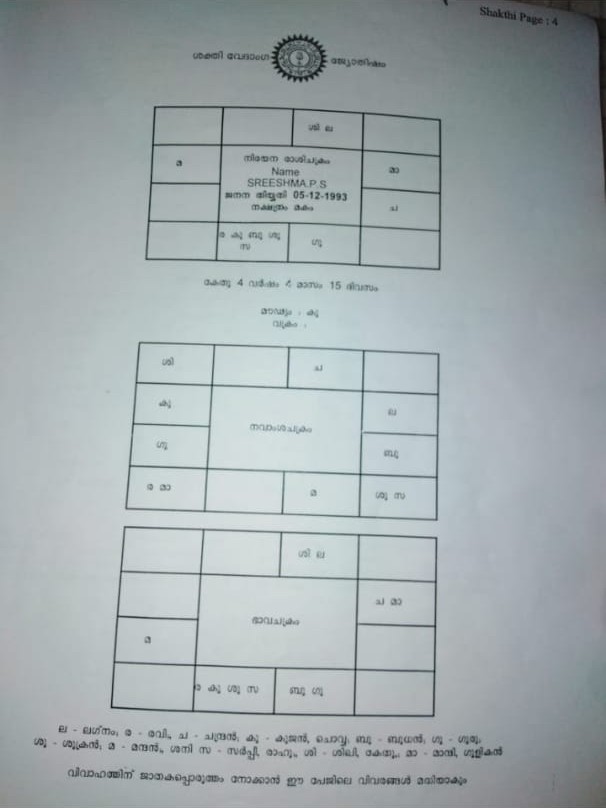 Shakthi Page : 4
ശക്തി വേദാംഗ ജ്യോതിഷം
ശി ല
മ
നിരയന രാശിചക്രം
Name
SREESHMA.P.S
ജനന തിയ്യതി 05-12-1993
നക്ഷത്രം മകം
മാ
ച
ര കു ബു ശു
സ
ഗു
കേതു 4 വർഷം 4 മാസം 15 ദിവസം
മൗഢ്യം : കു
വക്രം :
ശി
ച
കു
നവാംശചക്രം
ല
ഗു
ബു
ര മാ
മ
ശു സ
ശി ല
ച മാ
ഭാവചക്രം
മ
ര കു ശു സ
ബു ഗു
ല - ലഗ്നം; ര - രവി, ച - ചന്ദ്രൻ; കു - കുജൻ, ചൊവ്വ; ബു - ബുധൻ; ഗു - ഗുരു;
ശു - ശുക്രൻ; മ - മന്ദൻ, ശനി സ - സർപ്പി, രാഹു, ശി - ശിഖി, കേതു, മാ - മാന്ദി, ഗുളികൻ
വിവാഹത്തിന് ജാതകപ്പൊരുത്തം നോക്കാൻ ഈ പേജിലെ വിവരങ്ങൾ മതിയാകും